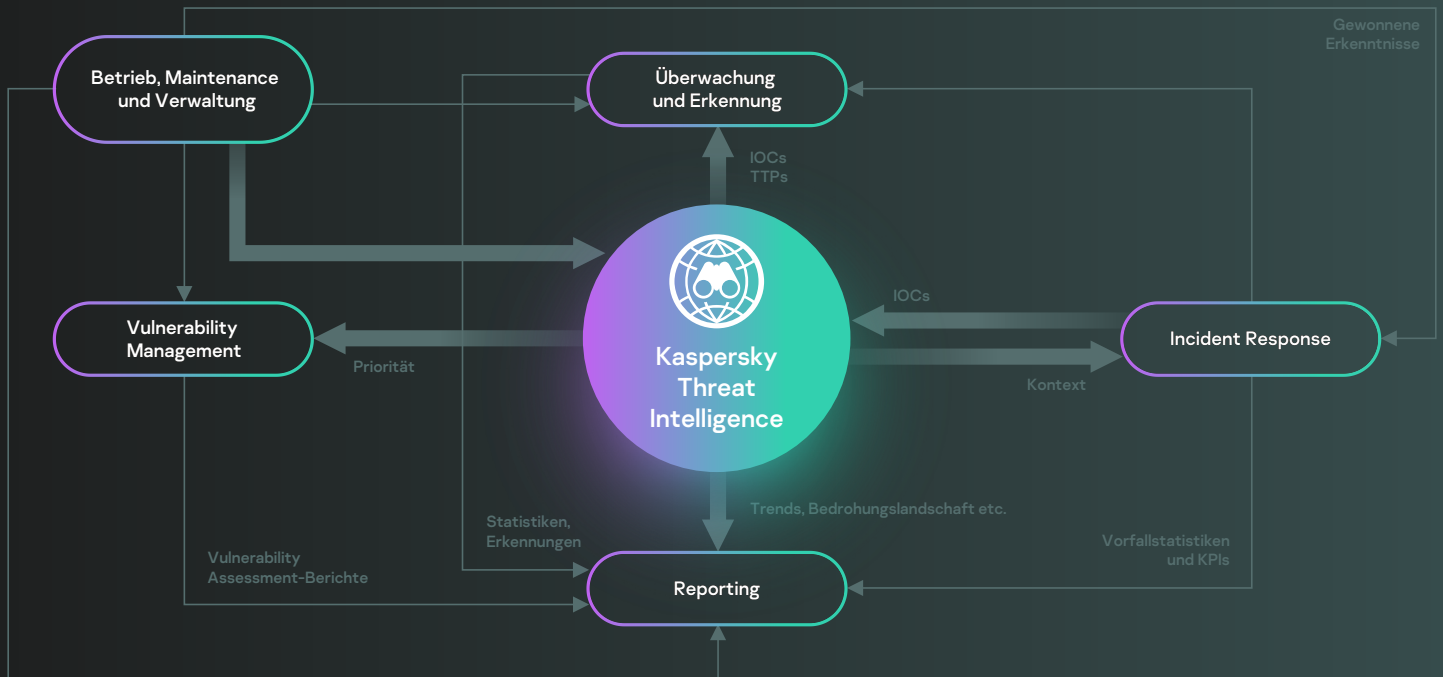 Gewonnene
Erkenntnisse
Betrieb, Maintenance
und Verwaltung
Überwachung
und Erkennung
IOCs
TTPs
Kaspersky
Threat
Intelligence
IOCs
Vulnerability
Management
Incident Response
Priorität
Kontext
Trends, Bedrohungslandschaft etc.
Statistiken,
Erkennungen
Vorfallstatistiken
und KPIs
Vulnerability
Assessment-Berichte
Reporting